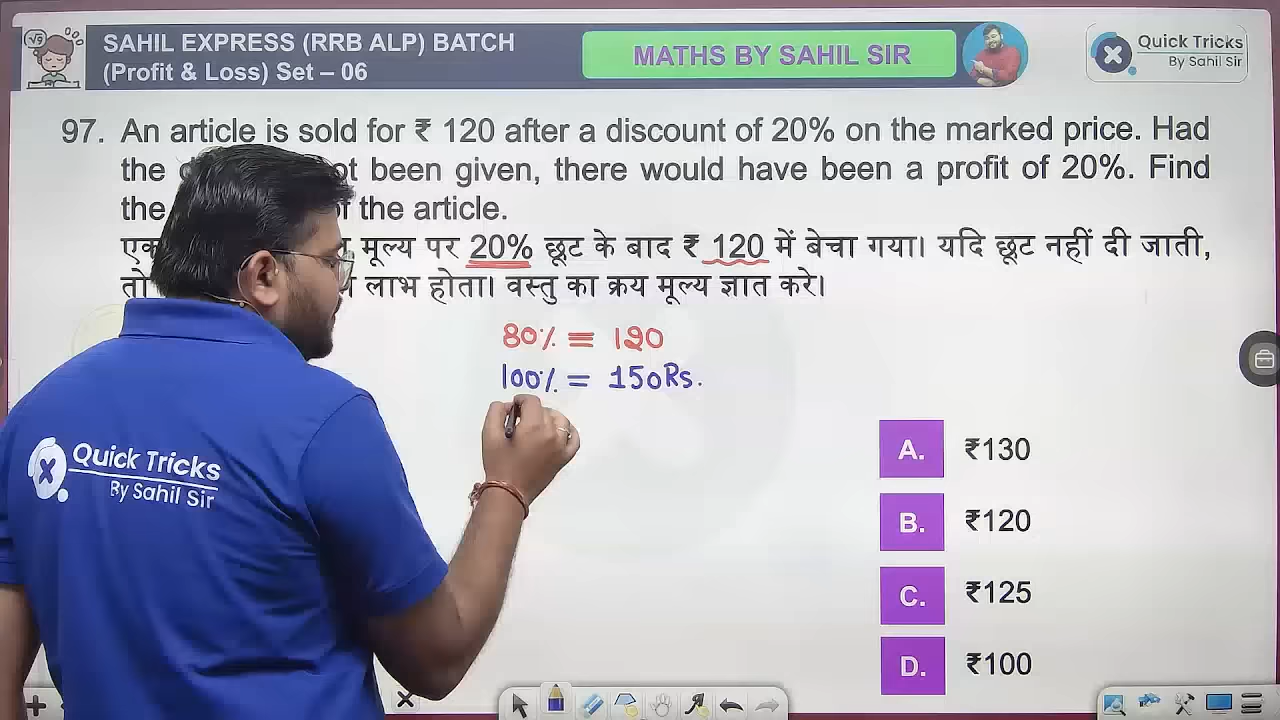 SAHIL EXPRESS (RRB ALP) BATCH
(Profit & Loss) Set – 06
MATHS BY SAHIL SIR
Quick Tricks
By Sahil Sir
97. An article is sold for ₹ 120 after a discount of 20% on the marked price. Had
the ot been given, there would have been a profit of 20%. Find
the the article.
मूल्य पर 20% छूट के बाद ₹ 120 में बेचा गया। यदि छूट नहीं दी जाती,
तो लाभ होता। वस्तु का क्रय मूल्य ज्ञात करे।
80% = 120
100% = 150Rs.
A. ₹130
B. ₹120
C. ₹125
D. ₹100
Quick Tricks
By Sahil Sir